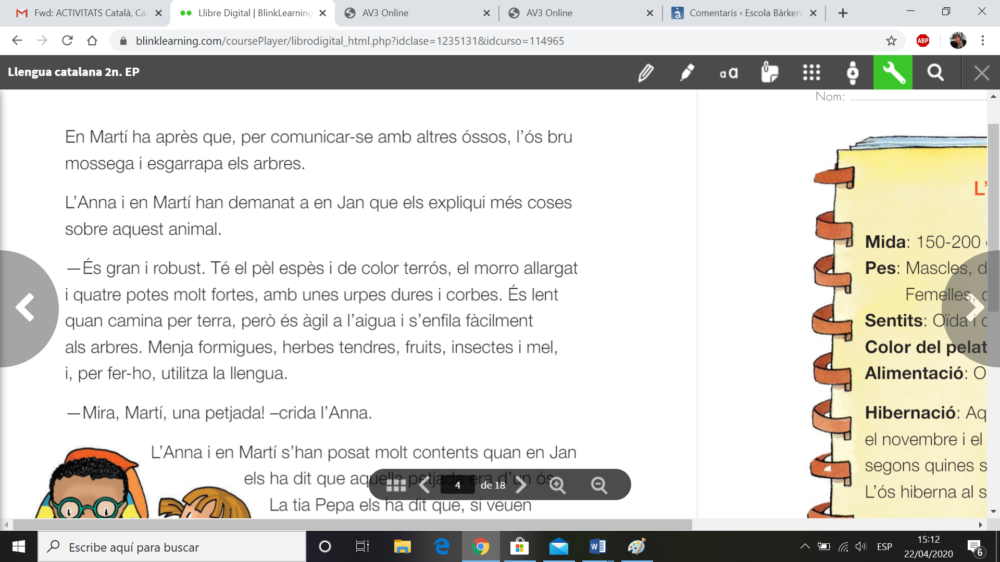 Fwd: ACTIVITATS Català, Cas
Llibre Digital | BlinkLearning
AV3 Online
AV3 Online
Comentaris ‹ Escola Bàrken
blinklearning.com/coursePlayer/librodigital_html.php?idclase=1235131&idcurso=114965
ABP
Llengua catalana 2n. EP
a a
Nom:
En Martí ha après que, per comunicar-se amb altres óssos, l’ós bru
mossega i esgarrapa els arbres.
L’Anna i en Martí han demanat a en Jan que els expliqui més coses
sobre aquest animal.
—És gran i robust. Té el pèl espès i de color terrós, el morro allargat
i quatre potes molt fortes, amb unes urpes dures i corbes. És lent
quan camina per terra, però és àgil a l’aigua i s’enfila fàcilment
als arbres. Menja formigues, herbes tendres, fruits, insectes i mel,
i, per fer-ho, utilitza la llengua.
—Mira, Martí, una petjada! –crida l’Anna.
L’Anna i en Martí s’han posat molt contents quan en Jan
els ha dit que aquella petjada era d’un ós.
La tia Pepa els ha dit que, si veuen
4 de 18
L’
Mida: 150-200
Pes: Mascles, d
Femelles,
Sentits: Oïda i
Color del pelat
Alimentació: O
Hibernació: Aq
el novembre i el
segons quines s
L’ós hiberna al s
Escribe aquí para buscar
ESP
15:12
22/04/2020
6